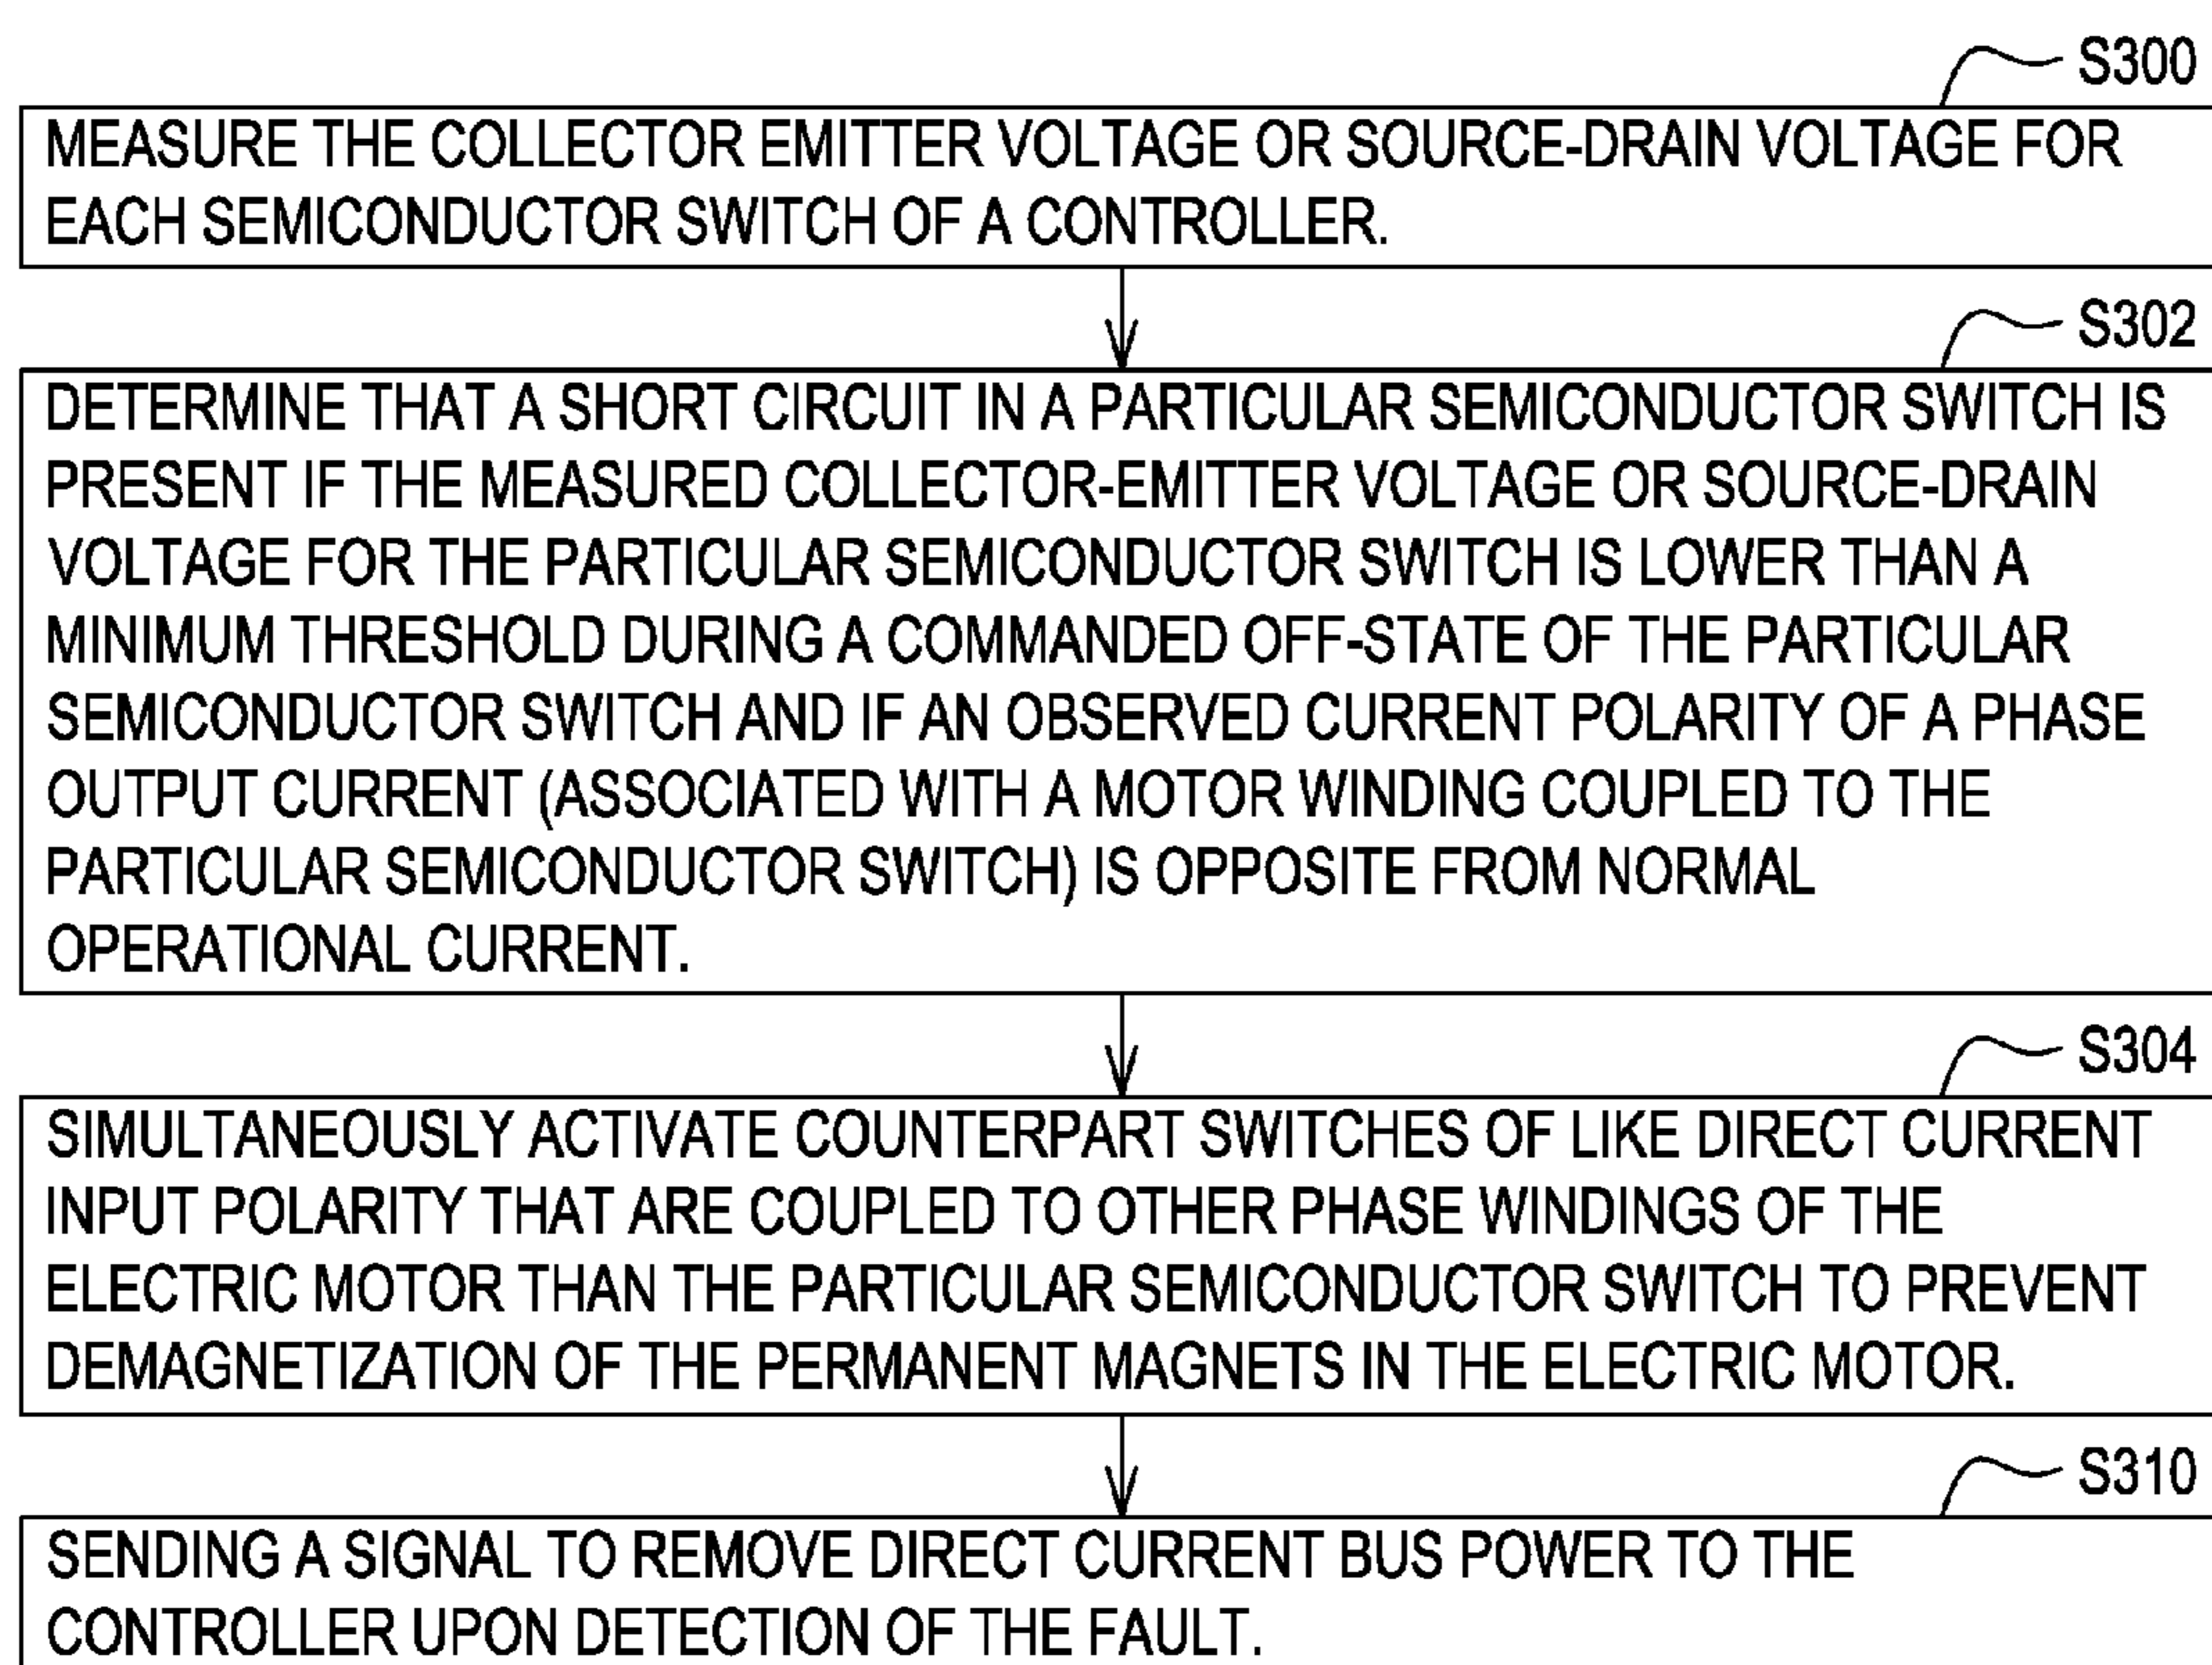 S300
MEASURE THE COLLECTOR EMITTER VOLTAGE OR SOURCE-DRAIN VOLTAGE FOR
EACH SEMICONDUCTOR SWITCH OF A CONTROLLER.
S302
DETERMINE THAT A SHORT CIRCUIT IN A PARTICULAR SEMICONDUCTOR SWITCH IS
PRESENT IF THE MEASURED COLLECTOR-EMITTER VOLTAGE OR SOURCE-DRAIN
VOLTAGE FOR THE PARTICULAR SEMICONDUCTOR SWITCH IS LOWER THAN A
MINIMUM THRESHOLD DURING A COMMANDED OFF-STATE OF THE PARTICULAR
SEMICONDUCTOR SWITCH AND IF AN OBSERVED CURRENT POLARITY OF A PHASE
OUTPUT CURRENT (ASSOCIATED WITH A MOTOR WINDING COUPLED TO THE
PARTICULAR SEMICONDUCTOR SWITCH) IS OPPOSITE FROM NORMAL
OPERATIONAL CURRENT.
S304
SIMULTANEOUSLY ACTIVATE COUNTERPART SWITCHES OF LIKE DIRECT CURRENT
INPUT POLARITY THAT ARE COUPLED TO OTHER PHASE WINDINGS OF THE
ELECTRIC MOTOR THAN THE PARTICULAR SEMICONDUCTOR SWITCH TO PREVENT
DEMAGNETIZATION OF THE PERMANENT MAGNETS IN THE ELECTRIC MOTOR.
S310
SENDING A SIGNAL TO REMOVE DIRECT CURRENT BUS POWER TO THE
CONTROLLER UPON DETECTION OF THE FAULT.